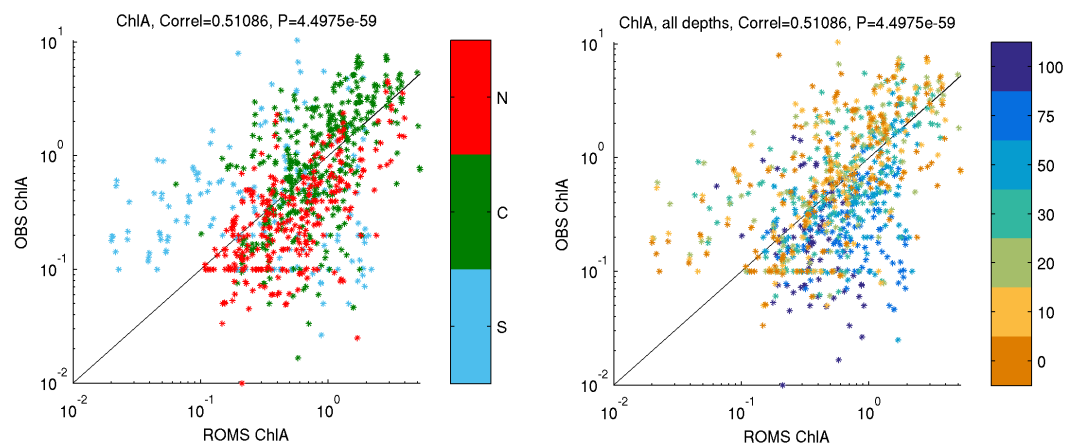 ChlA, Correl=0.51086, P=4.4975e-59
10^1
10^0
10^-1
10^-2
OBS ChlA
10^-2
10^-1
10^0
ROMS ChlA
N
C
S
ChlA, all depths, Correl=0.51086, P=4.4975e-59
10^1
10^0
10^-1
10^-2
OBS ChlA
10^-2
10^-1
10^0
ROMS ChlA
100
75
50
30
20
10
0